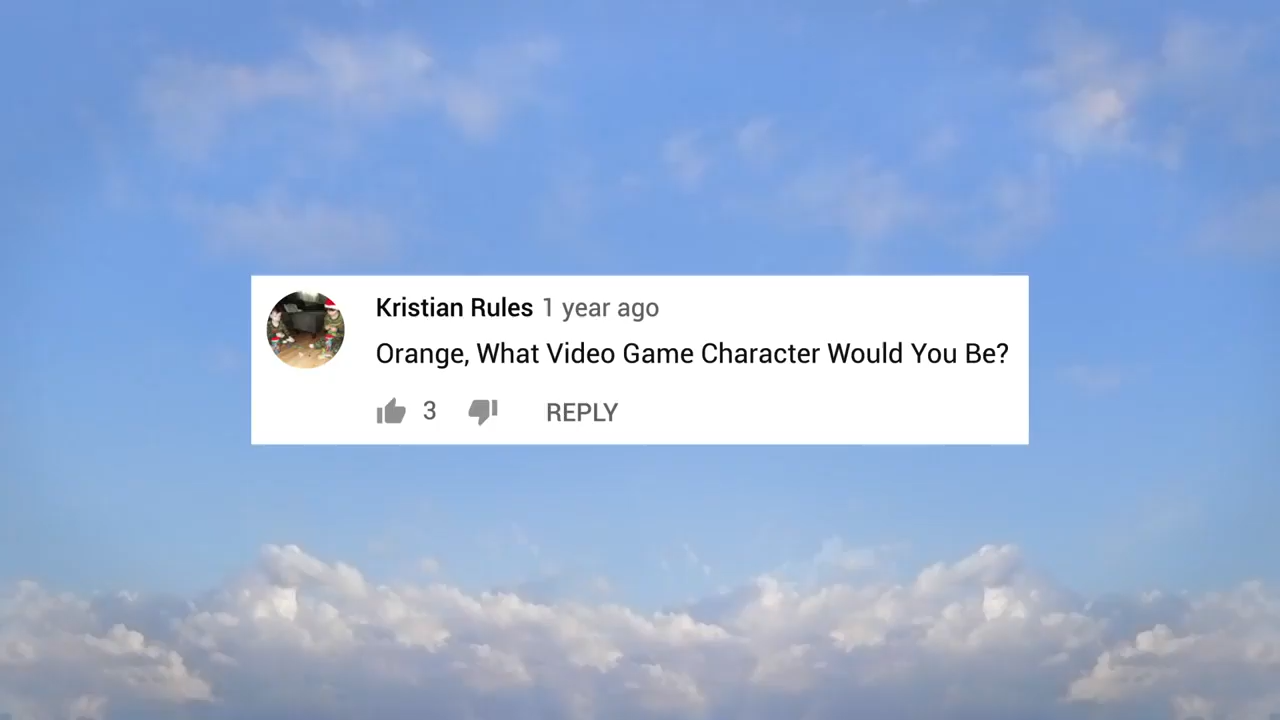 Kristian Rules 1 year ago
Orange, What Video Game Character Would You Be?
3 REPLY